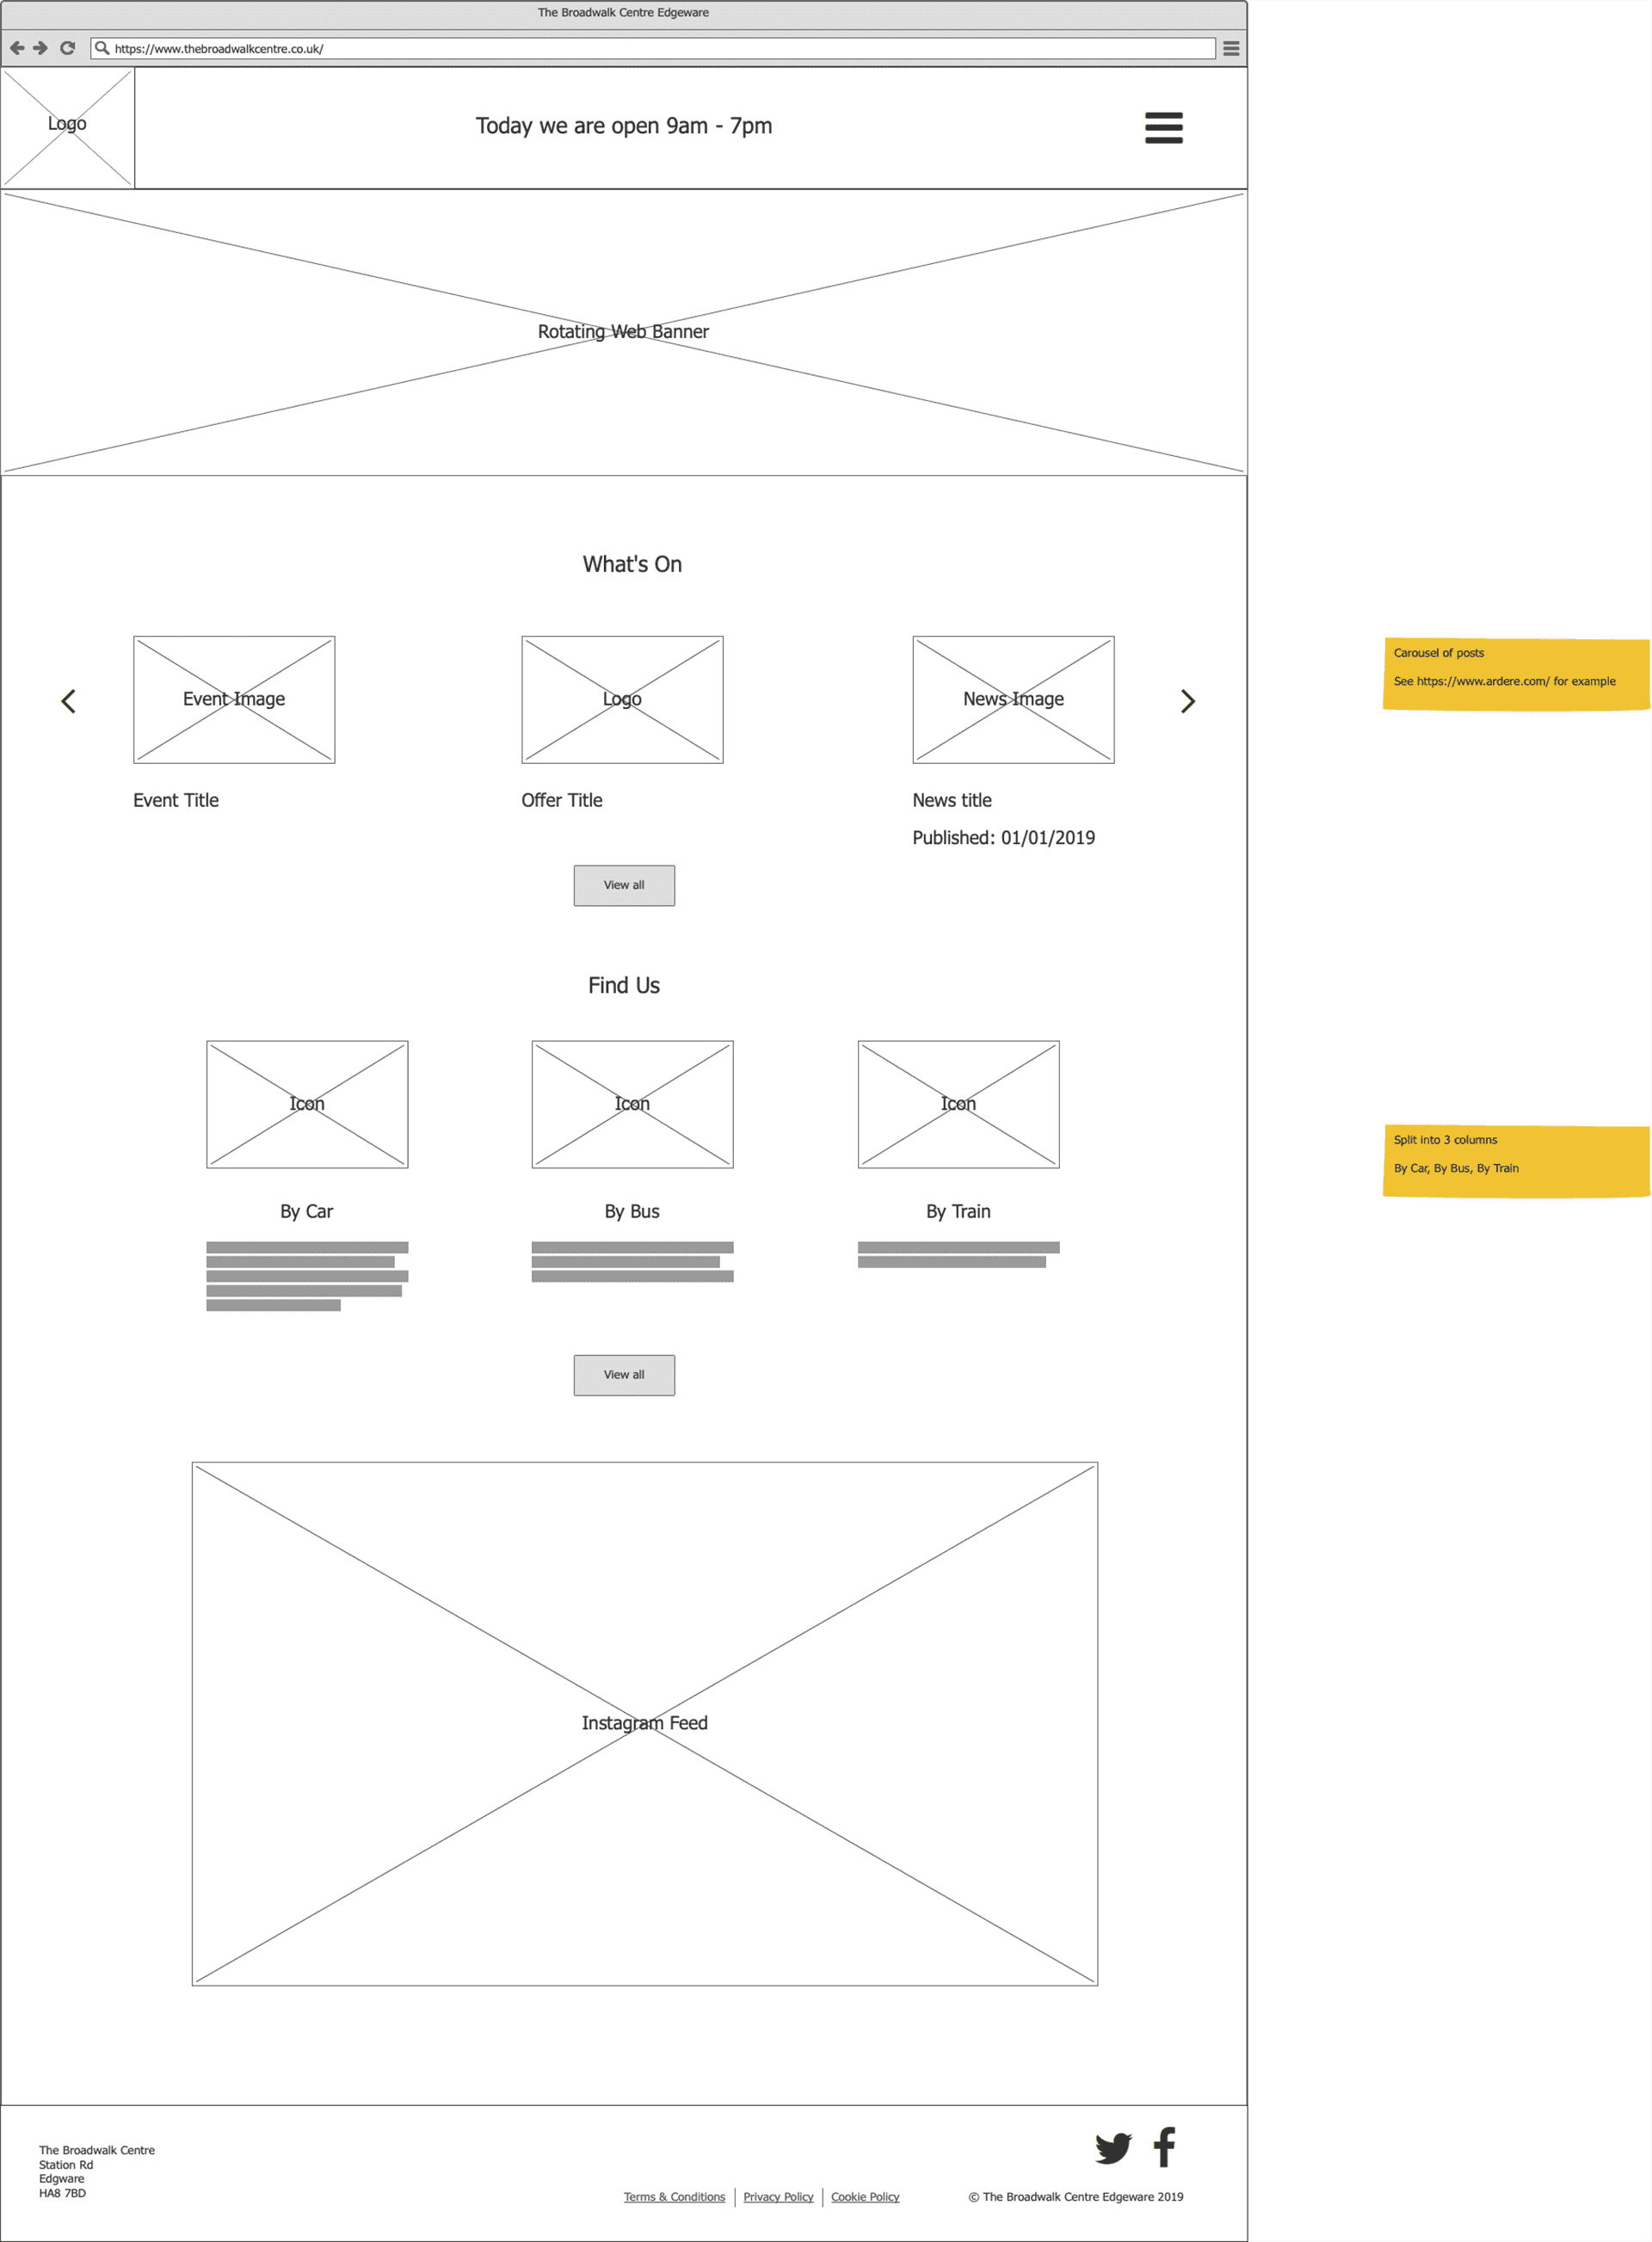 The Broadwalk Centre Edgeware
https://www.thebroadwalkcentre.co.uk/
Logo
Today we are open 9am - 7pm
Rotating Web Banner
What's On
Event Image
Logo
News Image
Carousel of posts
See https://www.ardere.com/ for example
Event Title
Offer Title
News title
Published: 01/01/2019
View all
Find Us
Icon
Icon
Icon
Split into 3 columns
By Car, By Bus, By Train
By Car
By Bus
By Train
View all
Instagram Feed
The Broadwalk Centre
Station Rd
Edgware
HA8 7BD
Terms & Conditions
Privacy Policy
Cookie Policy
© The Broadwalk Centre Edgeware 2019